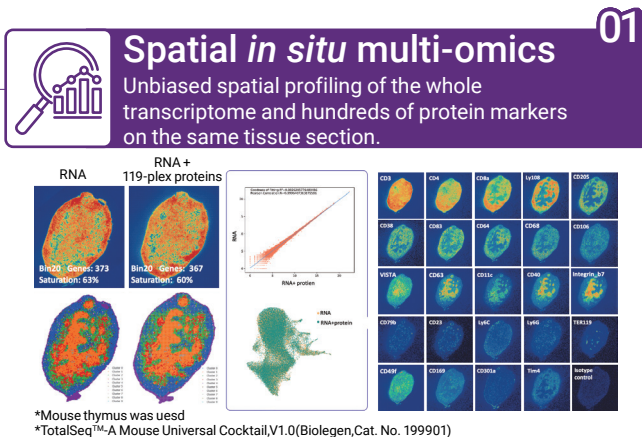 01
Spatial in situ multi-omics
Unbiased spatial profiling of the whole
transcriptome and hundreds of protein markers
on the same tissue section.
RNA
RNA +
119-plex proteins
Bin20 Genes: 373
Saturation: 63%
Bin20 Genes: 367
Saturation: 60%
RNA
RNA+ protien
RNA
RNA+protein
CD3
CD4
CD8a
Ly108
CD205
CD38
CD83
CD64
CD68
CD106
VISTA
CD63
CD11c
CD40
Integrin_b7
CD79b
CD23
Ly6C
Ly6G
TER119
CD49f
CD169
CD301a
Tim4
Isotype
control
*Mouse thymus was uesd
*TotalSeq™-A Mouse Universal Cocktail,V1.0(Biolegen,Cat. No. 199901)